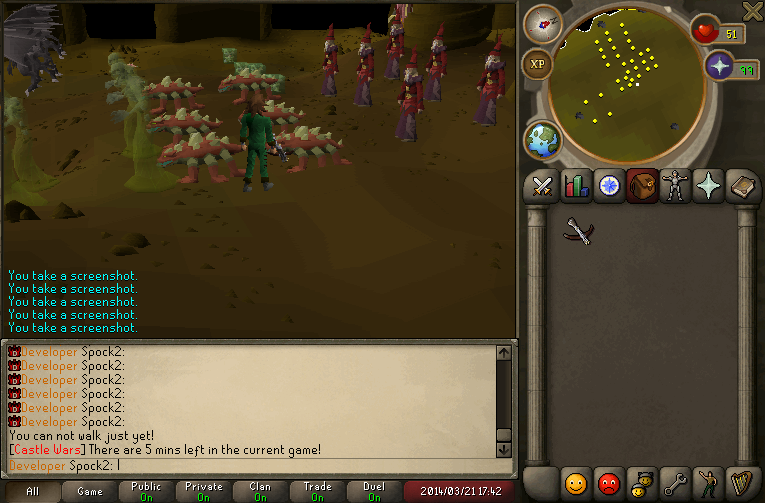 51
XP
99
You take a screenshot.
You take a screenshot.
You take a screenshot.
You take a screenshot.
You take a screenshot.
Developer Spock2:
Developer Spock2:
Developer Spock2:
Developer Spock2:
Developer Spock2:
Developer Spock2:
You can not walk just yet!
[Castle Wars] There are 5 mins left in the current game!
Developer Spock2: |
All
Game
Public
On
Private
On
Clan
On
Trade
On
Duel
On
2014/03/21 17:42